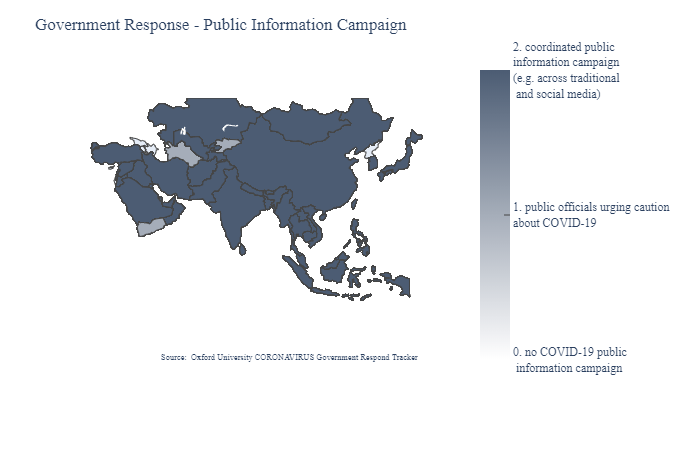 Government Response - Public Information Campaign
2. coordinated public
information campaign
(e.g. across traditional
and social media)
1. public officials urging caution
about COVID-19
0. no COVID-19 public
information campaign
Source: Oxford University CORONAVIRUS Government Respond Tracker